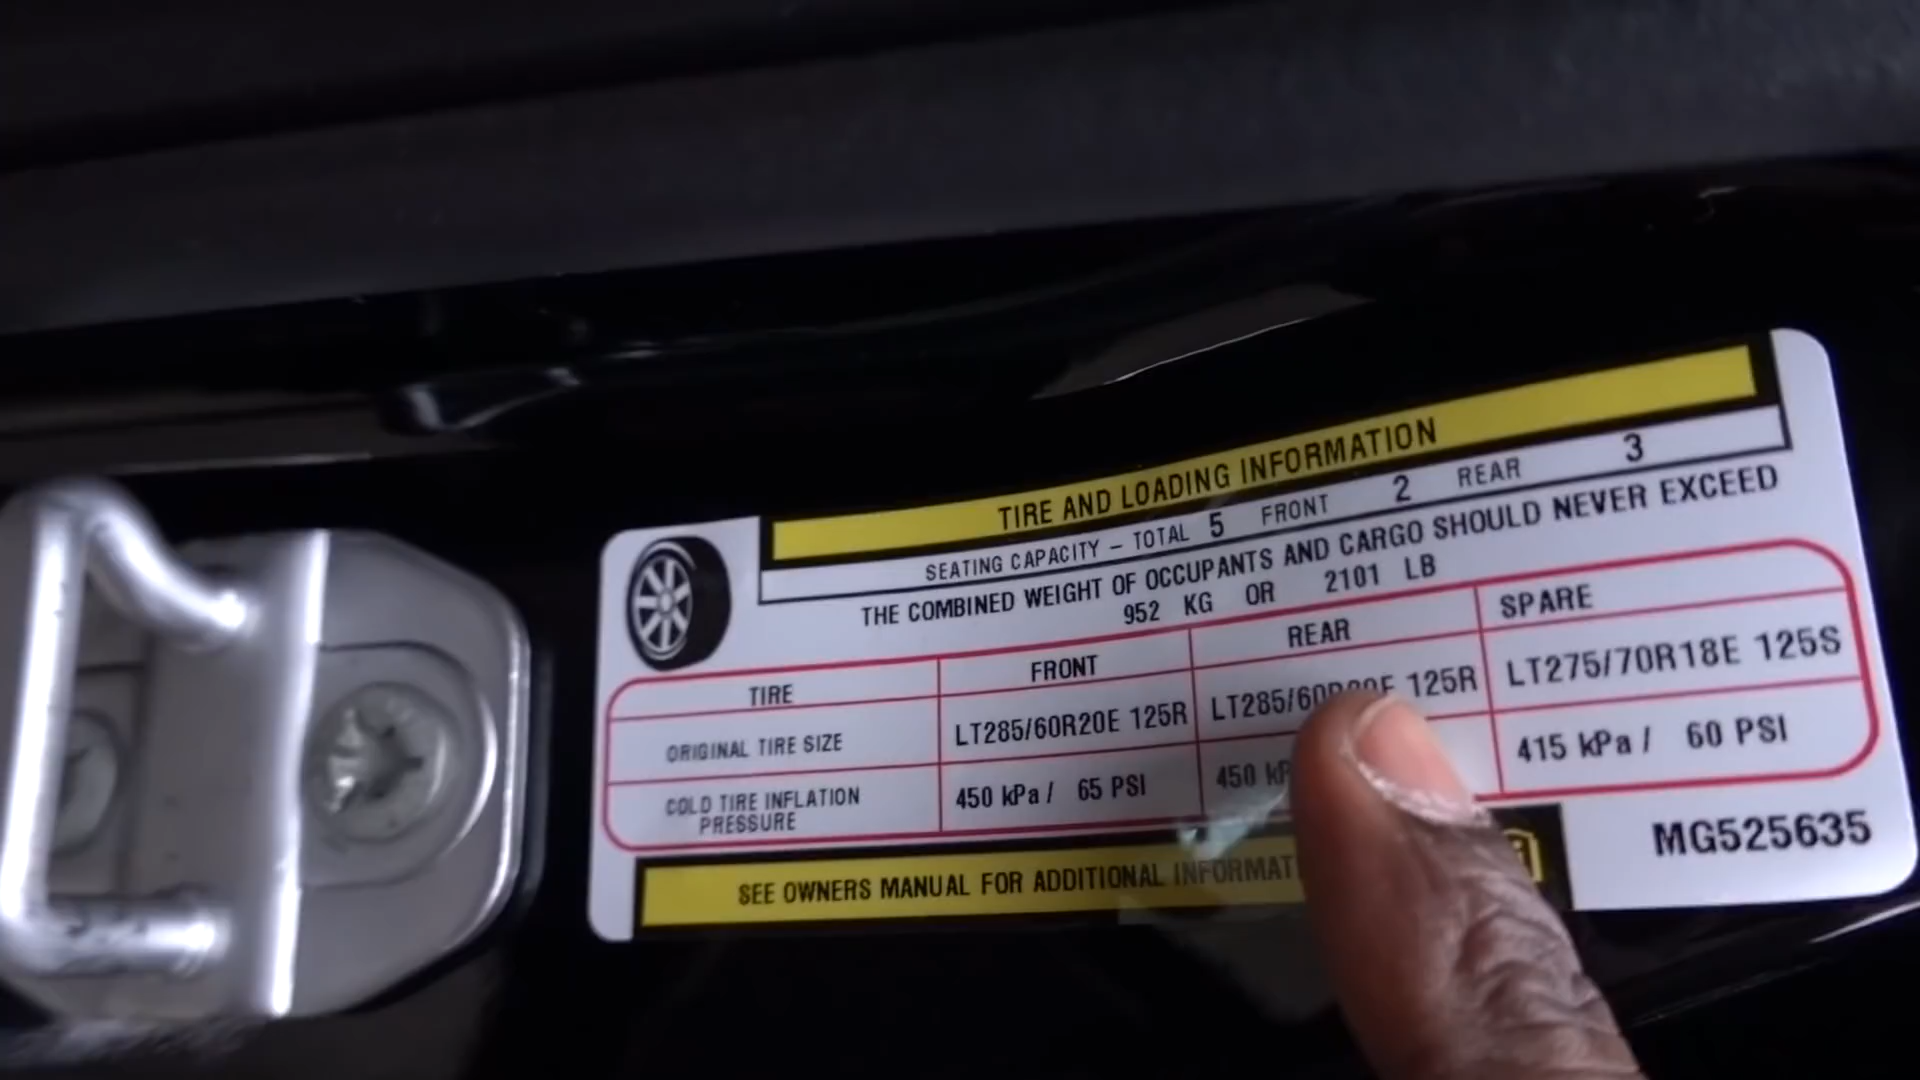 TIRE AND LOADING INFORMATION
SEATING CAPACITY – TOTAL 5 FRONT 2 REAR 3
THE COMBINED WEIGHT OF OCCUPANTS AND CARGO SHOULD NEVER EXCEED
952 KG OR 2101 LB
TIRE FRONT REAR SPARE
ORIGINAL TIRE SIZE LT285/60R20E 125R 125R LT275/70R18E 125S
COLD TIRE INFLATION PRESSURE 450 kPa / 65 PSI 450 415 kPa / 60 PSI
SEE OWNERS MANUAL FOR ADDITIONAL
MG525635